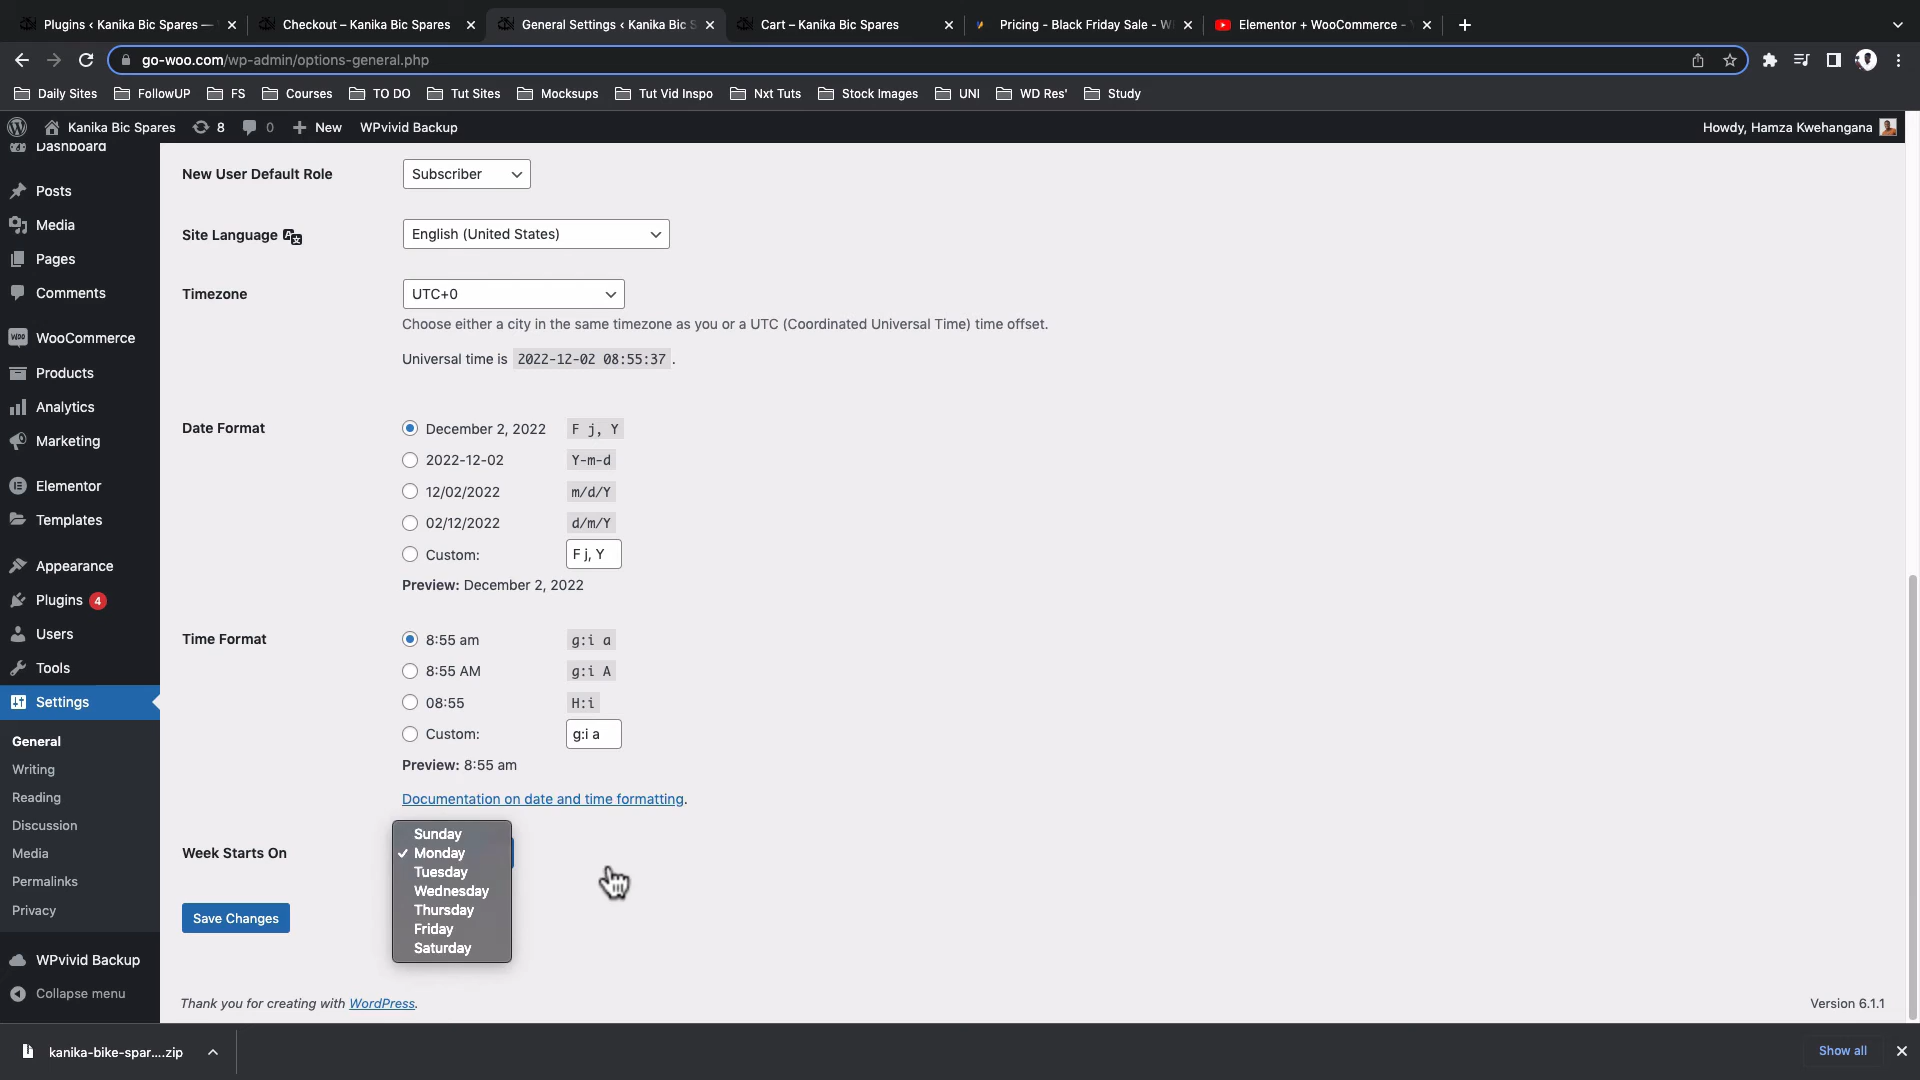 Plugins ‹ Kanika Bic Spares —
Checkout – Kanika Bic Spares
General Settings ‹ Kanika Bic S
Cart – Kanika Bic Spares
Pricing - Black Friday Sale - W
Elementor + WooCommerce -
go-woo.com/wp-admin/options-general.php
Daily Sites
FollowUP
FS
Courses
TO DO
Tut Sites
Mocksups
Tut Vid Inspo
Nxt Tuts
Stock Images
UNI
WD Res'
Study
Kanika Bic Spares
8
0
New
WPvivid Backup
Howdy, Hamza Kwehangana
Dashboard
Posts
Media
Pages
Comments
WooCommerce
Products
Analytics
Marketing
Elementor
Templates
Appearance
Plugins 4
Users
Tools
Settings
General
Writing
Reading
Discussion
Media
Permalinks
Privacy
WPvivid Backup
Collapse menu
New User Default Role
Subscriber
Site Language
English (United States)
Timezone
UTC+0
Choose either a city in the same timezone as you or a UTC (Coordinated Universal Time) time offset.
Universal time is 2022-12-02 08:55:37 .
Date Format
December 2, 2022 F j, Y
2022-12-02 Y-m-d
12/02/2022 m/d/Y
02/12/2022 d/m/Y
Custom: F j, Y
Preview: December 2, 2022
Time Format
8:55 am g:i a
8:55 AM g:i A
08:55 H:i
Custom: g:i a
Preview: 8:55 am
Documentation on date and time formatting.
Week Starts On
Sunday
Monday
Tuesday
Wednesday
Thursday
Friday
Saturday
Save Changes
Thank you for creating with WordPress.
Version 6.1.1
kanika-bike-spar....zip
Show all